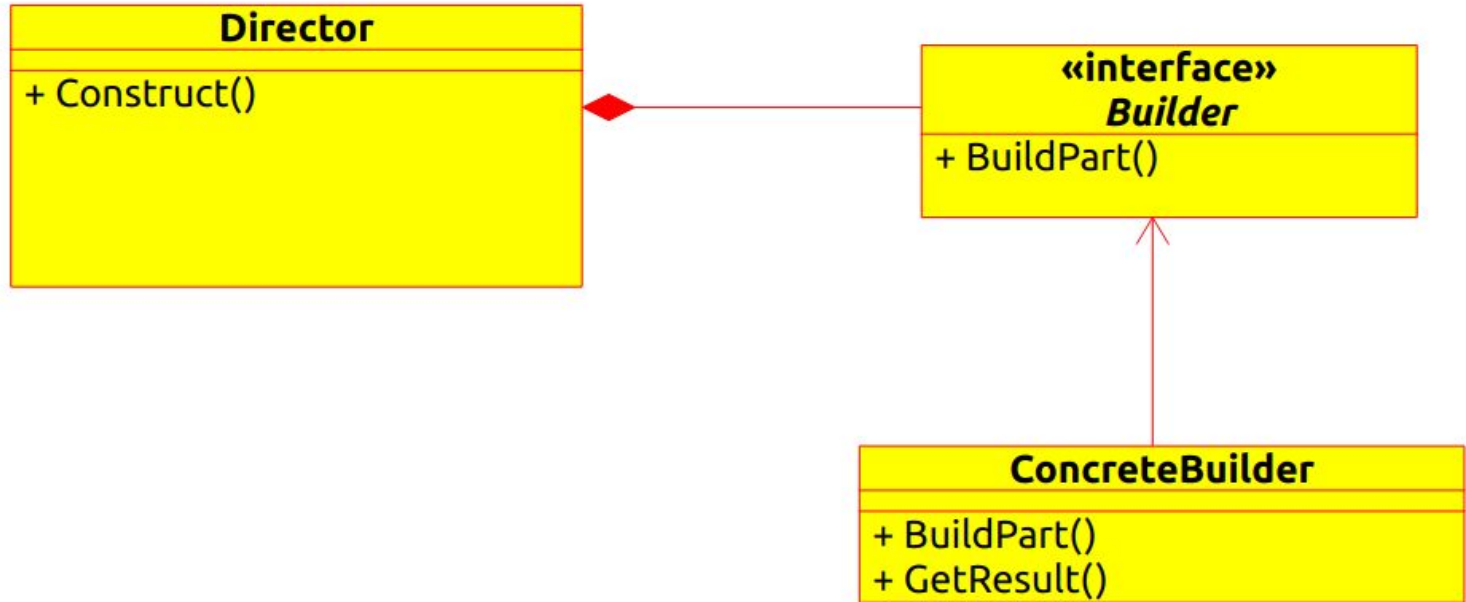 Director
+ Construct()
«interface»
Builder
+ BuildPart()
ConcreteBuilder
+ BuildPart()
+ GetResult()